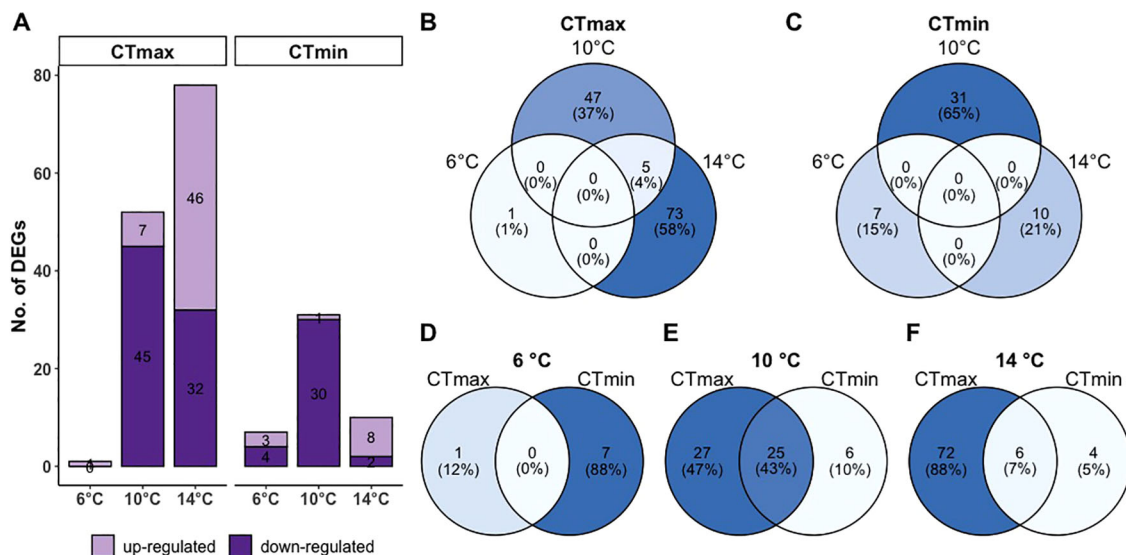 A
CTmax
CTmin
No. of DEGs
80
60
40
20
0
1
0
7
45
46
32
3
4
1
30
8
2
6°C
10°C
14°C
6°C
10°C
14°C
up-regulated
down-regulated
B
CTmax
10°C
47
(37%)
6°C
14°C
0
(0%)
0
(0%)
5
(4%)
1
(1%)
73
(58%)
0
(0%)
C
CTmin
10°C
31
(65%)
6°C
14°C
0
(0%)
0
(0%)
0
(0%)
7
(15%)
10
(21%)
0
(0%)
D
6 °C
CTmax
CTmin
1
(12%)
0
(0%)
7
(88%)
E
10 °C
CTmax
CTmin
27
(47%)
25
(43%)
6
(10%)
F
14 °C
CTmax
CTmin
72
(88%)
6
(7%)
4
(5%)